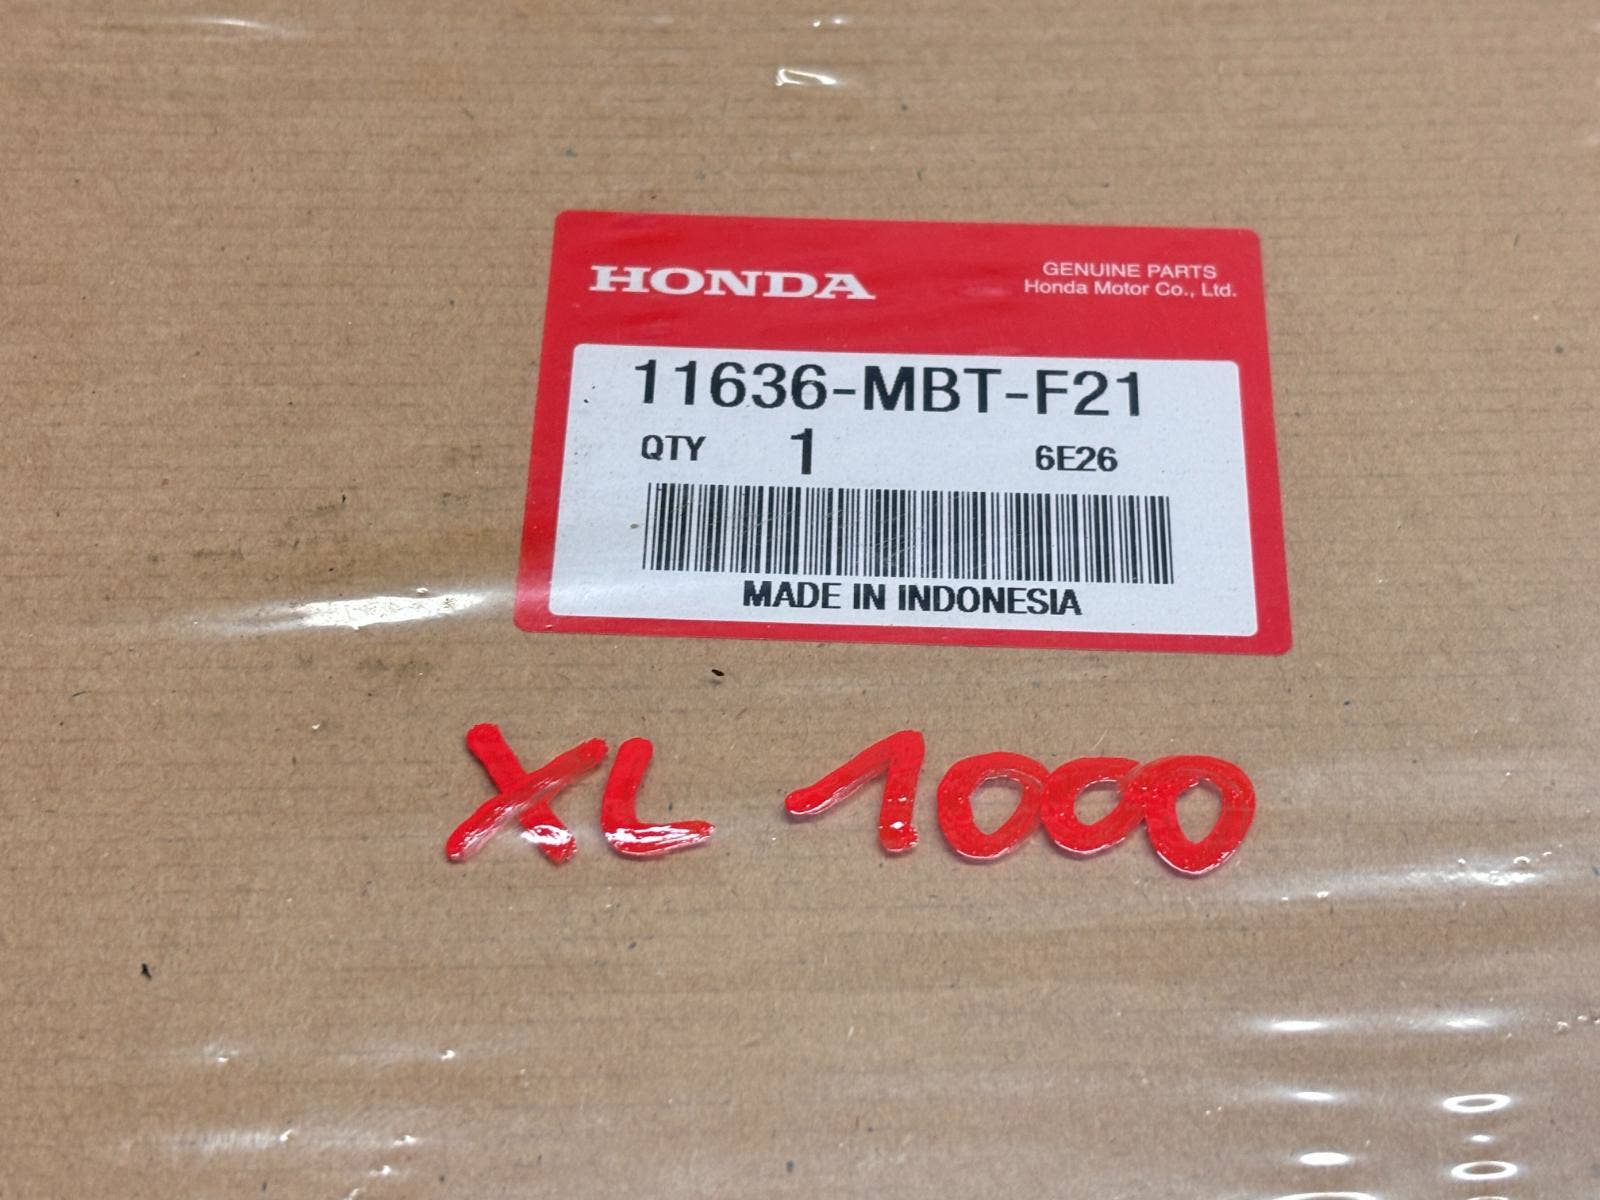 HONDA
GENUINE PARTS
Honda Motor Co., Ltd.
11636-MBT-F21
QTY 1 6E26
MADE IN INDONESIA
XL 1000